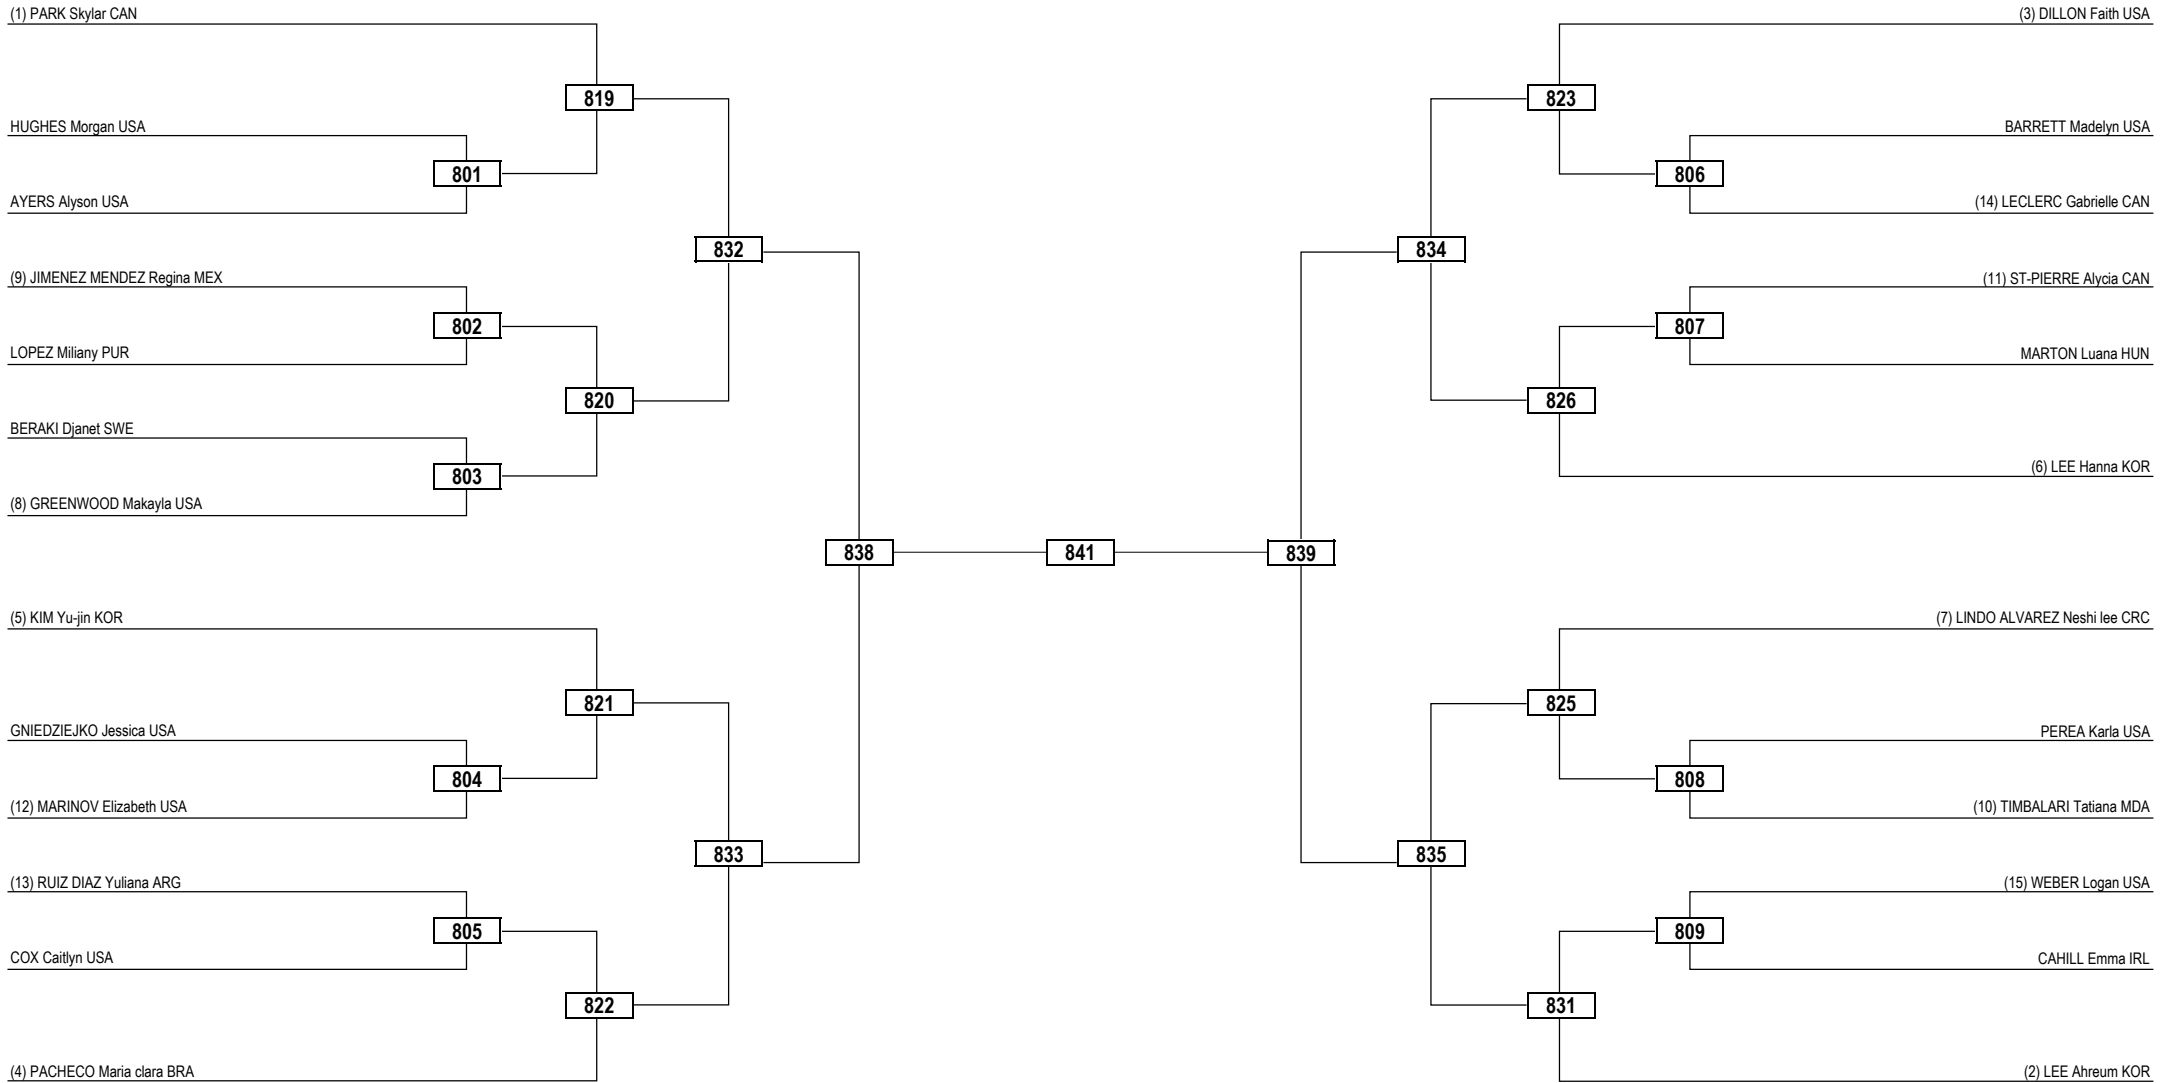 (1) PARK Skylar CAN
(3) DILLON Faith USA
819
823
HUGHES Morgan USA
BARRETT Madelyn USA
801
806
AYERS Alyson USA
(14) LECLERC Gabrielle CAN
832
834
(9) JIMENEZ MENDEZ Regina MEX
(11) ST-PIERRE Alycia CAN
802
807
LOPEZ Miliany PUR
MARTON Luana HUN
820
826
BERAKI Djanet SWE
803
(6) LEE Hanna KOR
(8) GREENWOOD Makayla USA
838
841
839
(5) KIM Yu-jin KOR
(7) LINDO ALVAREZ Neshi lee CRC
821
825
GNIEDZIEJKO Jessica USA
PEREA Karla USA
804
808
(12) MARINOV Elizabeth USA
(10) TIMBALARI Tatiana MDA
833
835
(13) RUIZ DIAZ Yuliana ARG
(15) WEBER Logan USA
805
809
COX Caitlyn USA
CAHILL Emma IRL
822
831
(4) PACHECO Maria clara BRA
(2) LEE Ahreum KOR